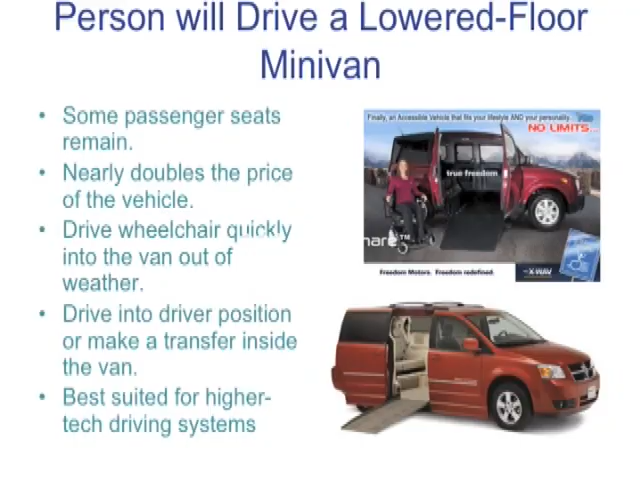 Person will Drive a Lowered-Floor
Minivan
• Some passenger seats
remain.
• Nearly doubles the price
of the vehicle.
• Drive wheelchair quickly
into the van out of
weather.
• Drive into driver position
or make a transfer inside
the van.
• Best suited for higher-
tech driving systems
Finally, an Accessible Vehicle that fits your lifestyle AND your personality.
NO LIMITS...
true freedom
hare™
Freedom Motors. Freedom redefined.
X-WAV